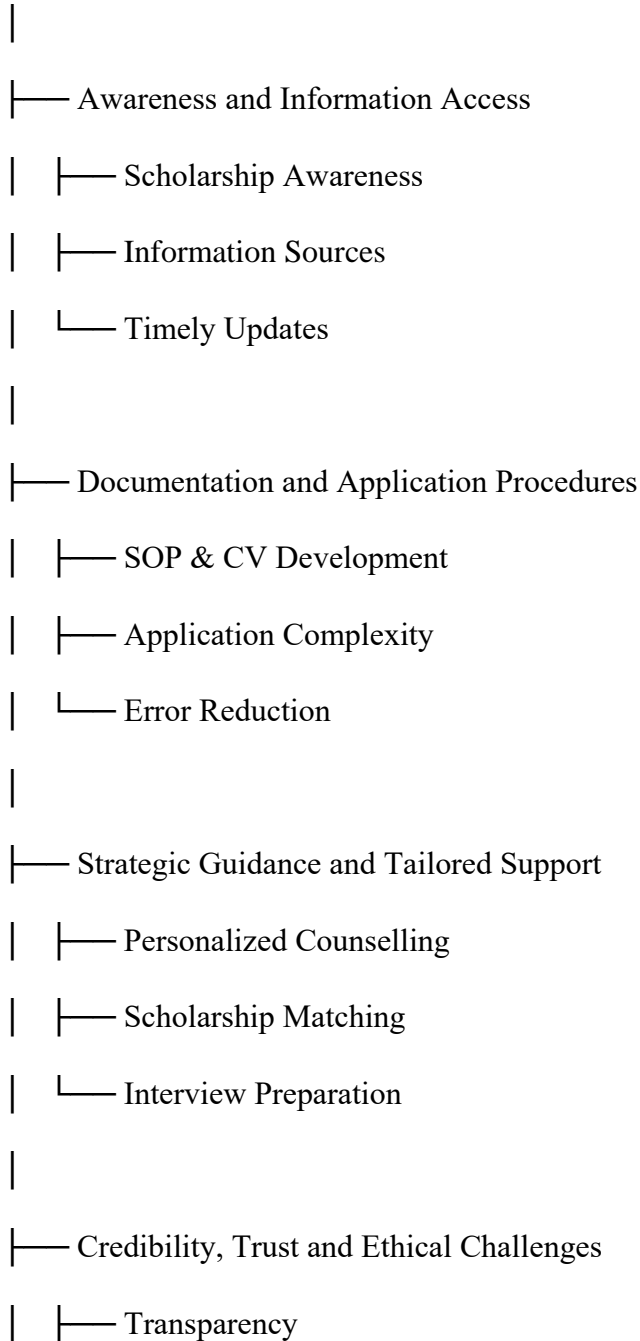 │
├── Awareness and Information Access
│ ├── Scholarship Awareness
│ ├── Information Sources
│ └── Timely Updates
│
├── Documentation and Application Procedures
│ ├── SOP & CV Development
│ ├── Application Complexity
│ └── Error Reduction
│
├── Strategic Guidance and Tailored Support
│ ├── Personalized Counselling
│ ├── Scholarship Matching
│ └── Interview Preparation
│
├── Credibility, Trust and Ethical Challenges
│ ├── Transparency